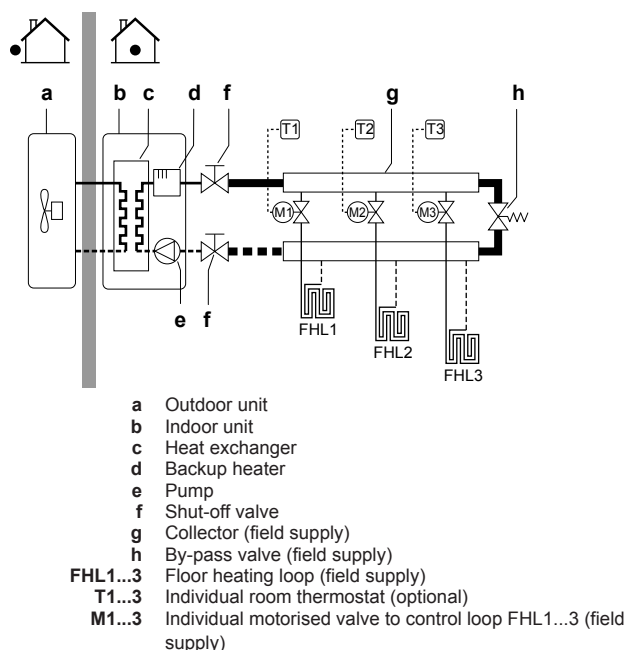 a b c d f g h
T1 T2 T3
M1 M2 M3
e f
FHL1
FHL2
FHL3
a Outdoor unit
b Indoor unit
c Heat exchanger
d Backup heater
e Pump
f Shut-off valve
g Collector (field supply)
h By-pass valve (field supply)
FHL1...3 Floor heating loop (field supply)
T1...3 Individual room thermostat (optional)
M1...3 Individual motorised valve to control loop FHL1...3 (field
supply)